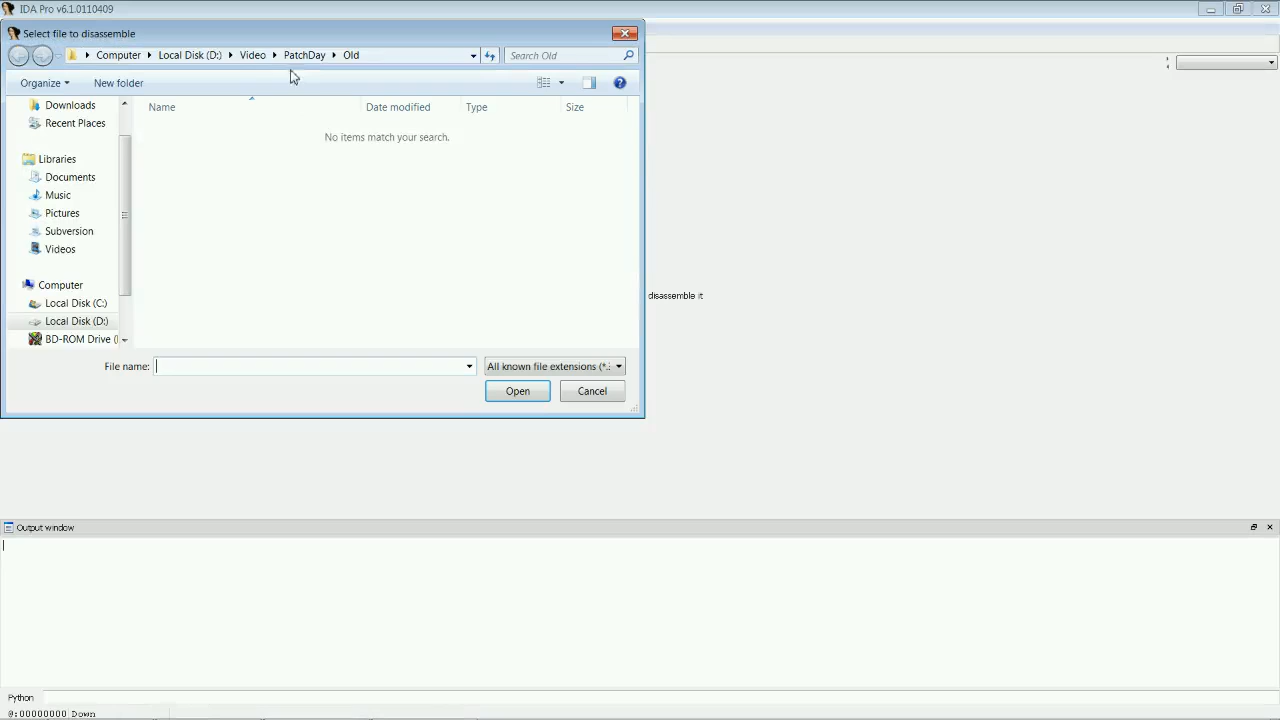 IDA Pro v6.1.0110409
Select file to disassemble
Computer Local Disk (D:) Video PatchDay Old
Search Old
Organize New folder
Name Date modified Type Size
No items match your search.
Downloads
Recent Places
Libraries
Documents
Music
Pictures
Subversion
Videos
Computer
Local Disk (C:)
Local Disk (D:)
BD-ROM Drive (
File name:
All known file extensions (*.
Open Cancel
disassemble it
Output window
Python
@:00000000 Down